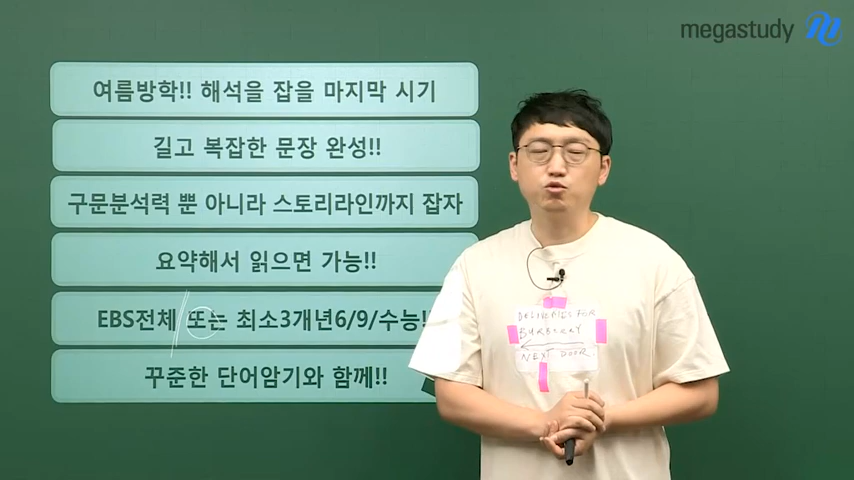 megastudy
여름방학!! 해석을 잡을 마지막 시기
길고 복잡한 문장 완성!!
구문분석력 뿐 아니라 스토리라인까지 잡자
요약해서 읽으면 가능!!
EBS전체 또는 최소3개년6/9/수능!!
꾸준한 단어암기와 함께!!
DELIVERIES FOR
BURBERRY
NEXT DOOR